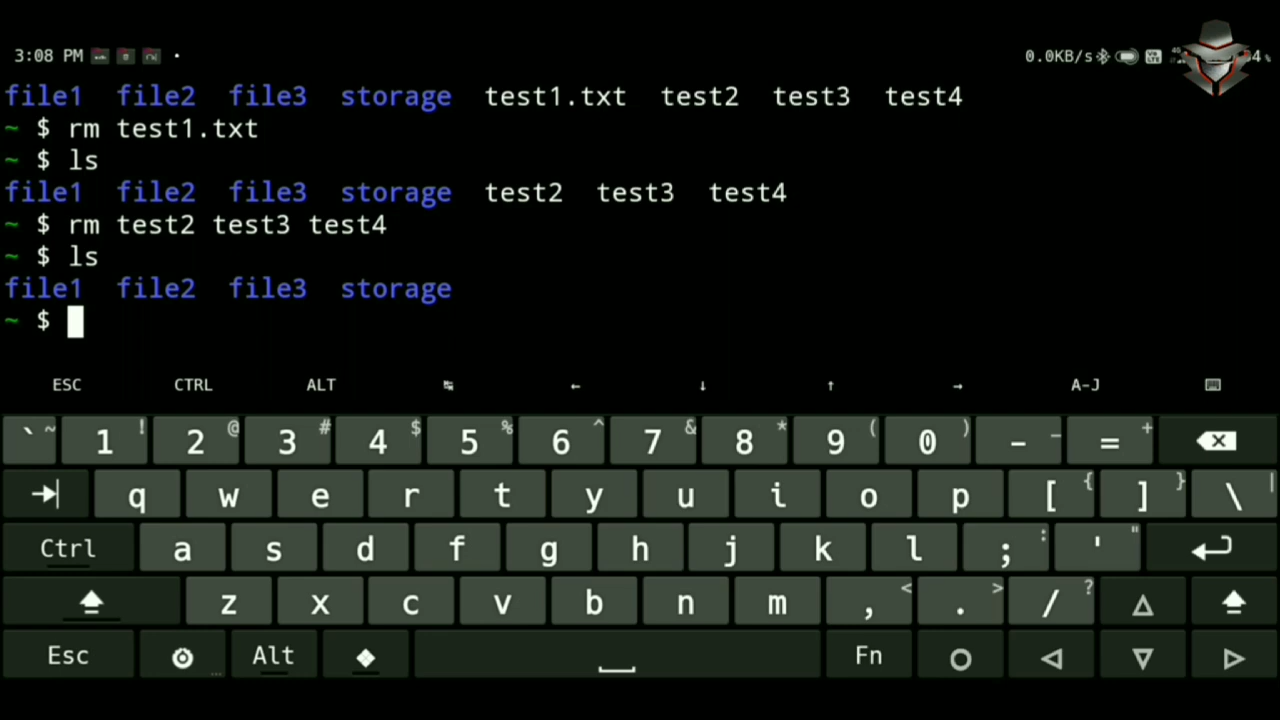 3:08 PM 0.0KB/s
file1 file2 file3 storage test1.txt test2 test3 test4
~ $ rm test1.txt
~ $ ls
file1 file2 file3 storage test2 test3 test4
~ $ rm test2 test3 test4
~ $ ls
file1 file2 file3 storage
~ $
ESC CTRL ALT ↹ ← ↓ ↑ → A-J
` ~ 1 ! 2 @ 3 # 4 $ 5 % 6 ^ 7 & 8 * 9 ( 0 ) - _ = +
q w e r t y u i o p [ { ] } \ |
Ctrl a s d f g h j k l ; : ' "
z x c v b n m , < . > / ?
Esc Alt Fn